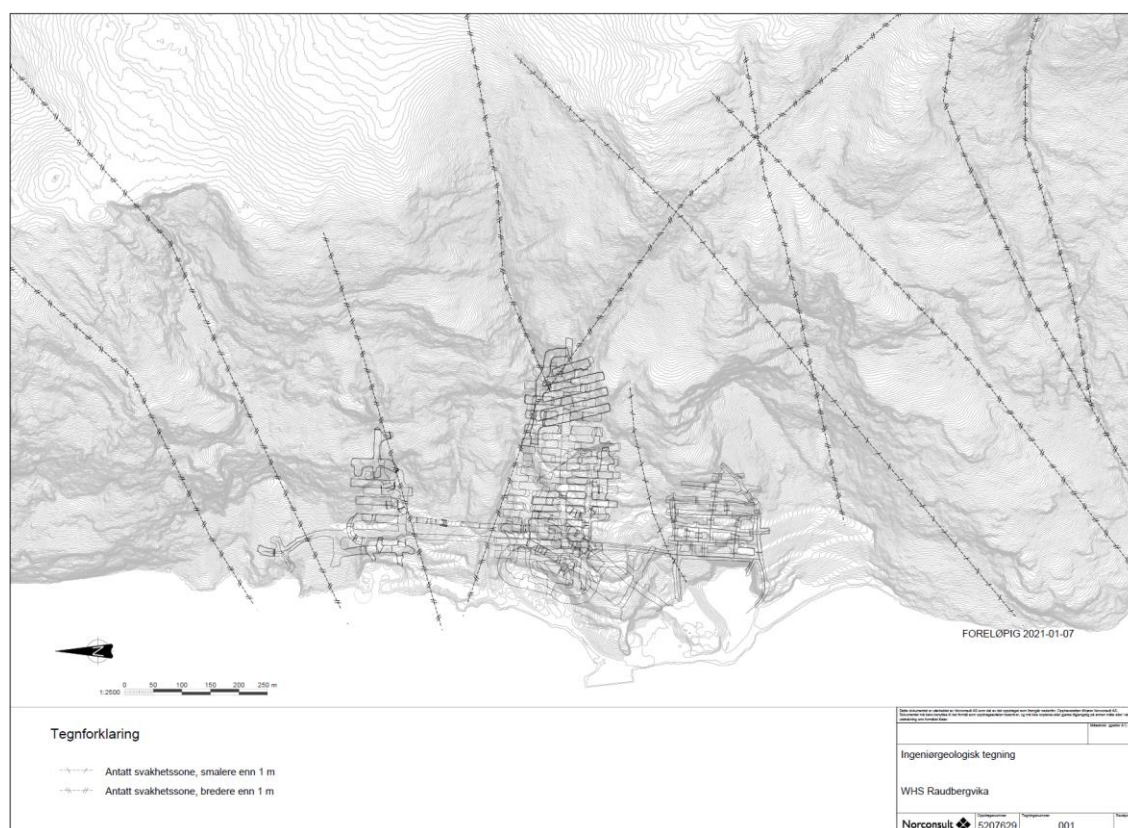 FORELØPIG 2021-01-07
N
1:2500 0 50 100 150 200 250 m
Tegnforklaring
Antatt svakhetssone, smalere enn 1 m
Antatt svakhetssone, bredere enn 1 m
Ingeniørgeologisk tegning
WHS Raudbergvika
Norconsult 5207629 001